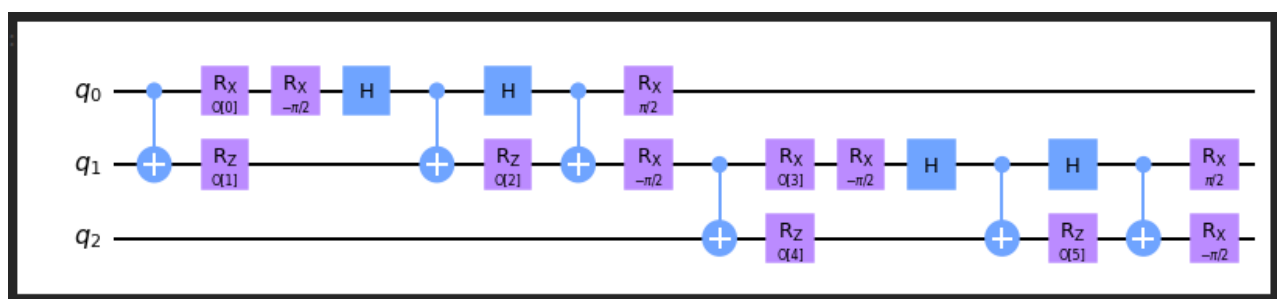 q0 RX O[0] RX −π/2 H H RX π/2
q1 RZ O[1] RZ O[2] RX −π/2 RX O[3] RX −π/2 H H RX π/2
q2 RZ O[4] RZ O[5] RX −π/2